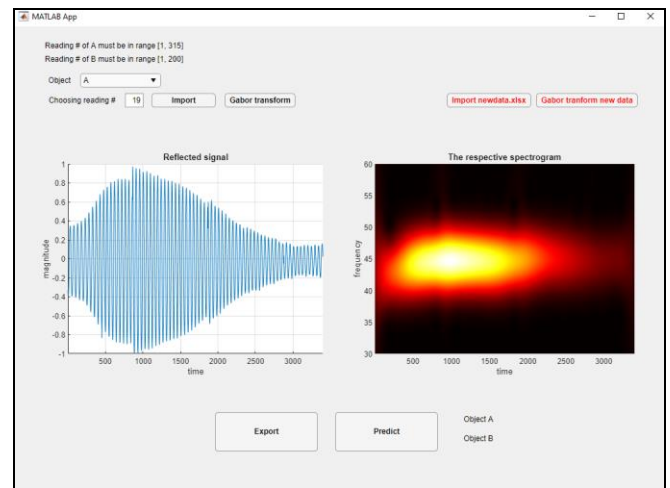 MATLAB App
Reading # of A must be in range [1, 315]
Reading # of B must be in range [1, 200]
Object A
Choosing reading # 19 Import Gabor transform Import newdata.xlsx Gabor tranform new data
Reflected signal
1
0.8
0.6
0.4
0.2
0
-0.2
-0.4
-0.6
-0.8
-1
magnitude
500 1000 1500 2000 2500 3000
time
The respective spectrogram
60
55
50
45
40
35
30
frequency
500 1000 1500 2000 2500 3000
time
Export Predict
Object A
Object B